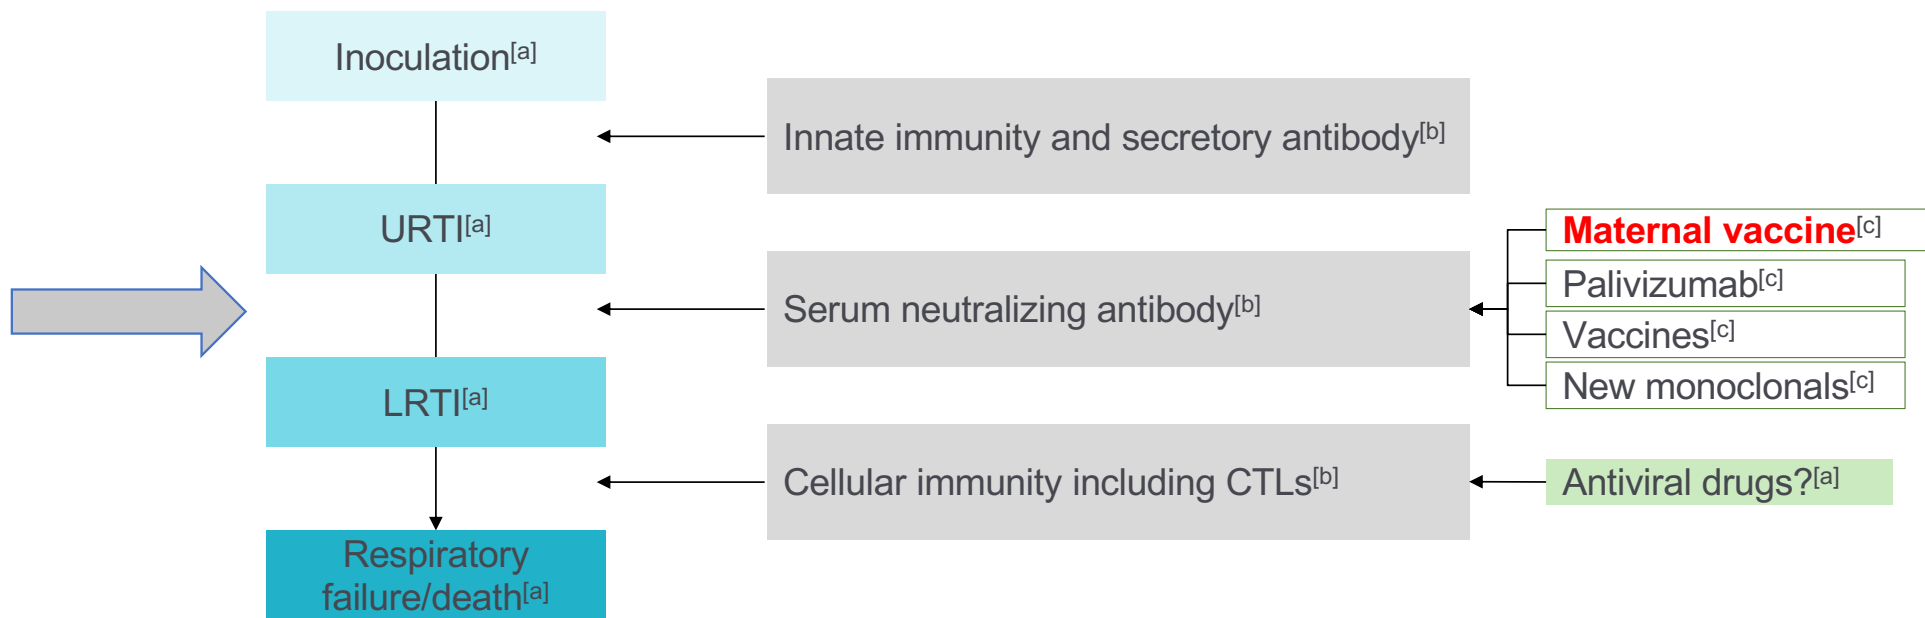 Inoculation[a]
Innate immunity and secretory antibody[b]
URTI[a]
Maternal vaccine[c]
Palivizumab[c]
Serum neutralizing antibody[b]
Vaccines[c]
New monoclonals[c]
LRTI[a]
Cellular immunity including CTLs[b]
Antiviral drugs?[a]
Respiratory
failure/death[a]